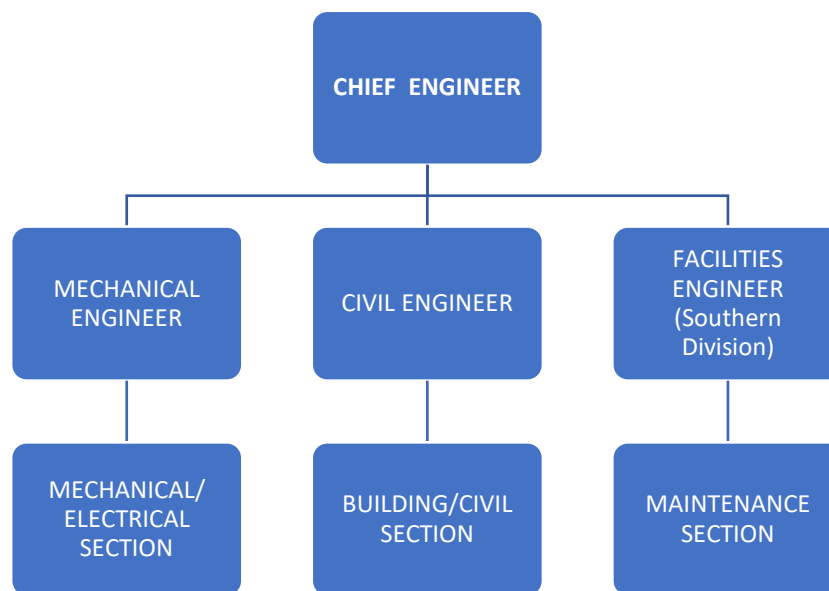 CHIEF ENGINEER
MECHANICAL
ENGINEER
CIVIL ENGINEER
FACILITIES
ENGINEER
(Southern
Division)
MECHANICAL/
ELECTRICAL
SECTION
BUILDING/CIVIL
SECTION
MAINTENANCE
SECTION